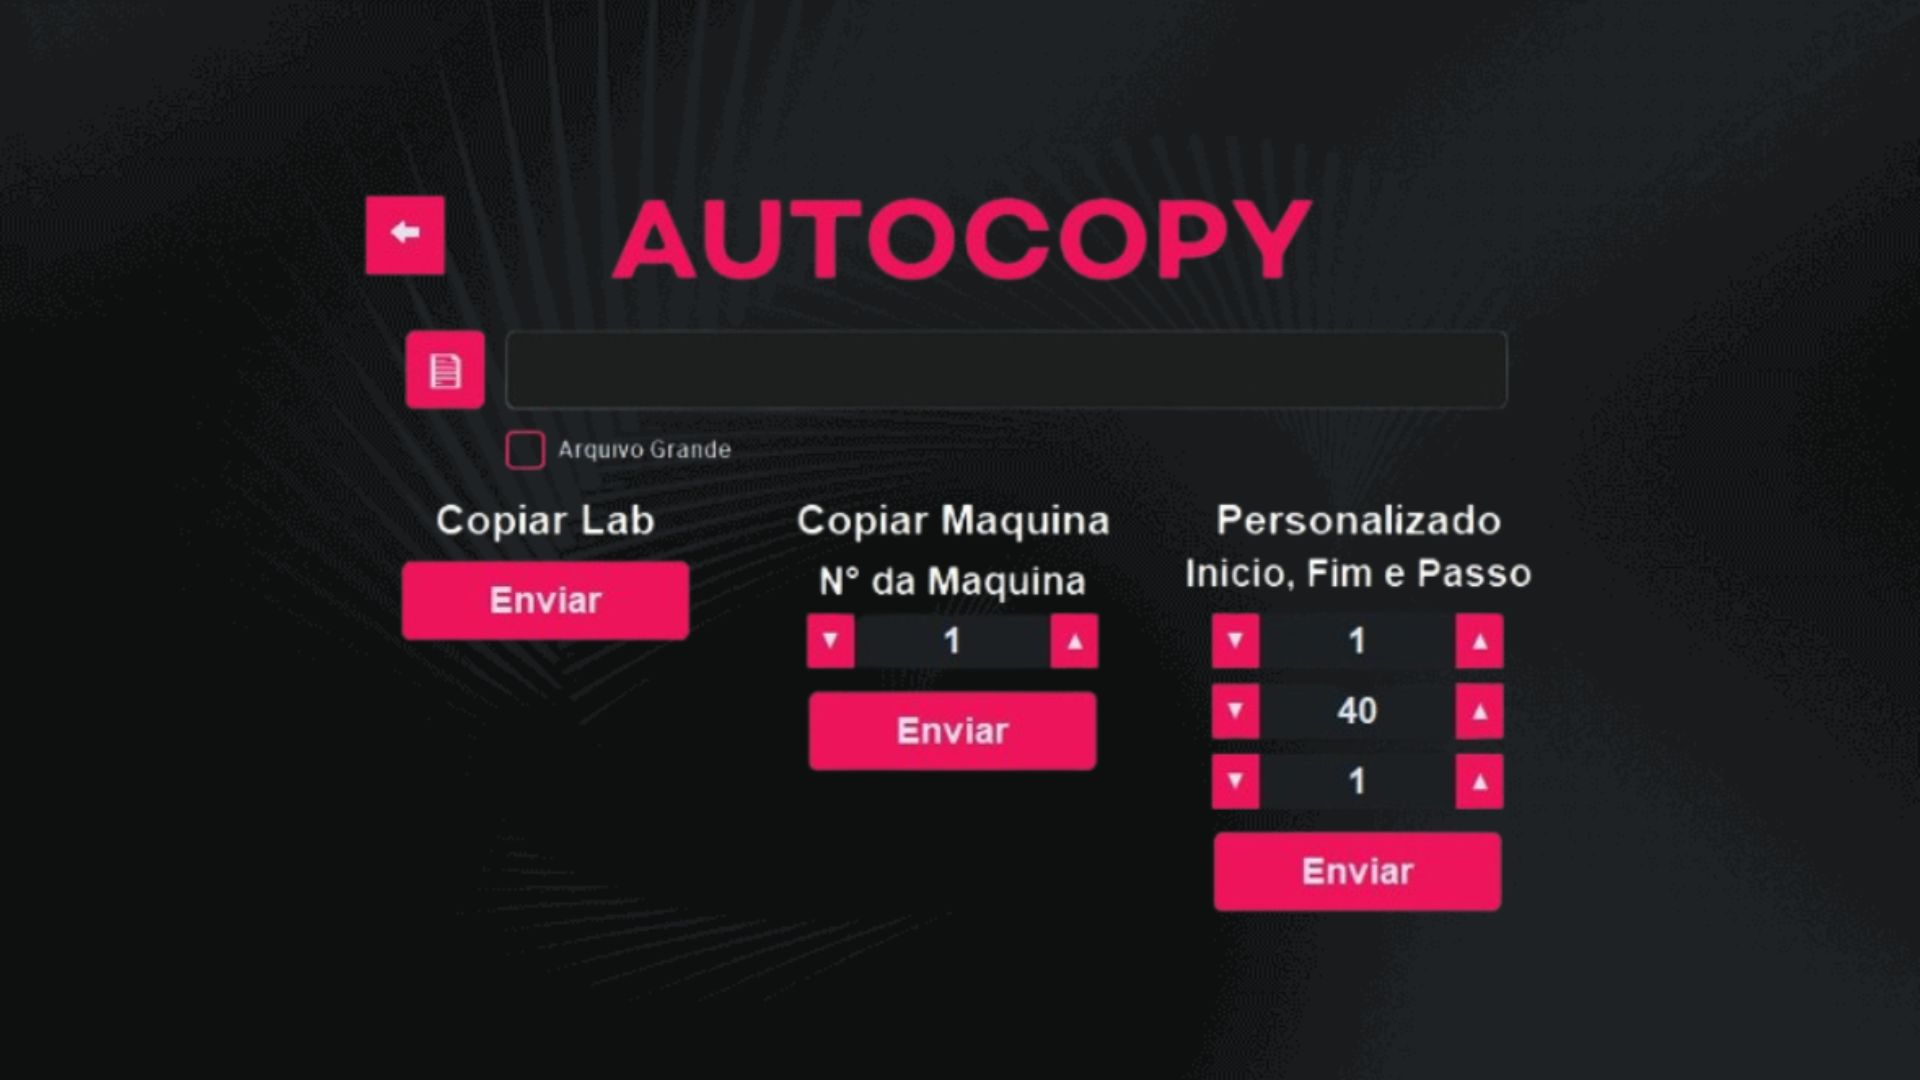 AUTOCOPY
Arquivo Grande
Copiar Lab
Enviar
Copiar Maquina
N° da Maquina
1
Enviar
Personalizado
Inicio, Fim e Passo
1
40
1
Enviar